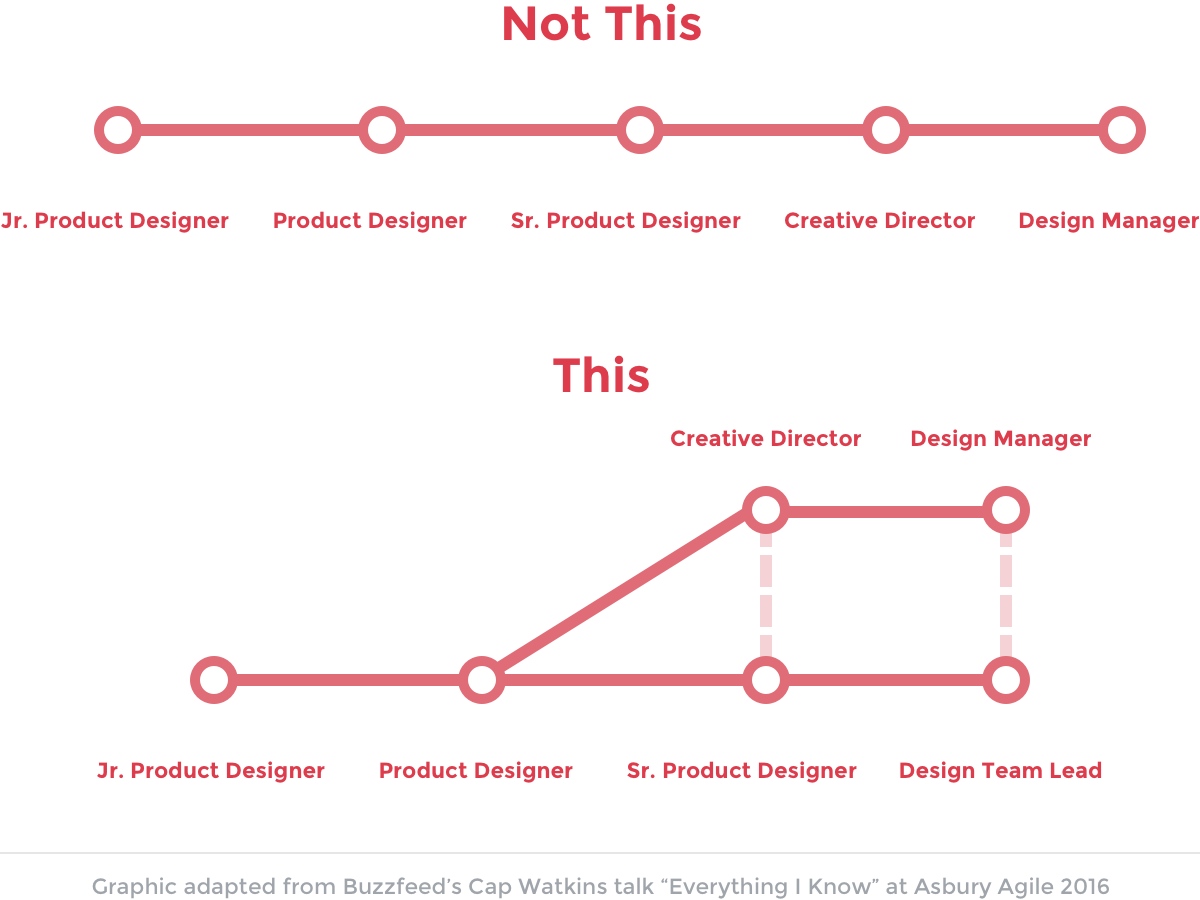 Not This
Jr. Product Designer
Product Designer
Sr. Product Designer
Creative Director
Design Manager
This
Creative Director
Design Manager
Jr. Product Designer
Product Designer
Sr. Product Designer
Design Team Lead
Graphic adapted from Buzzfeed’s Cap Watkins talk “Everything I Know” at Asbury Agile 2016